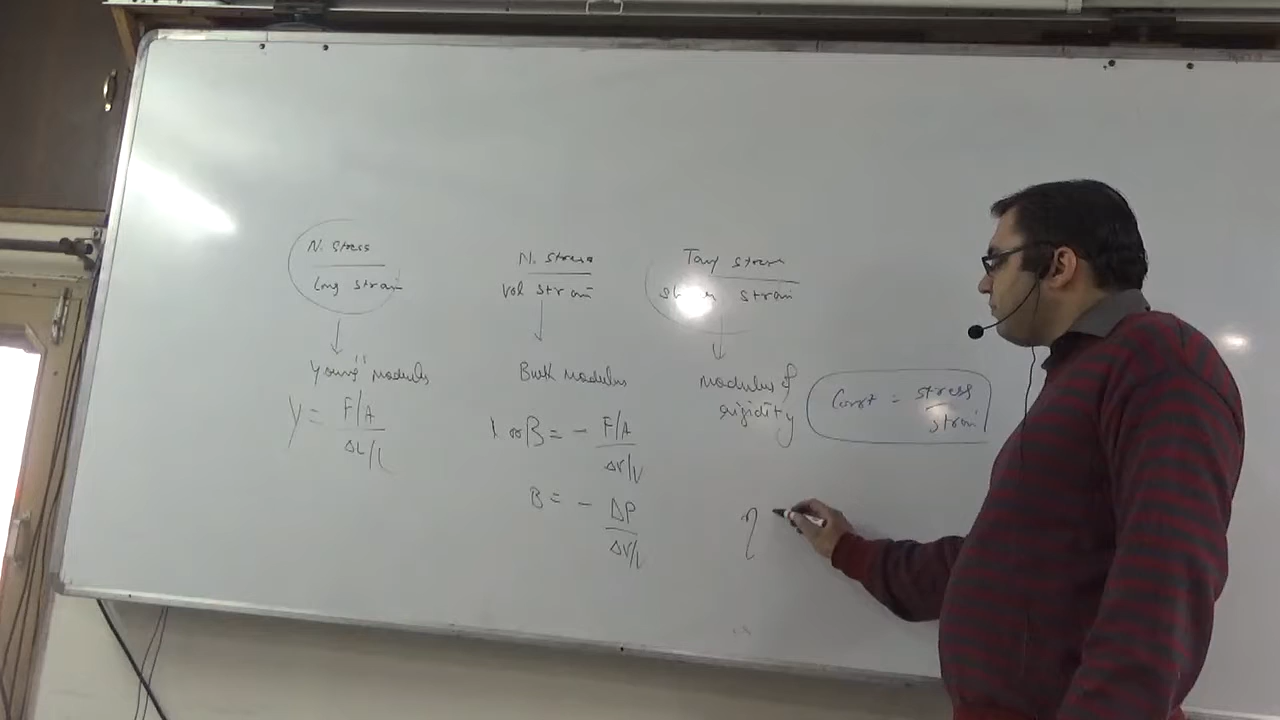 N. Stress
Long Strain
Young's Modulus
Y = F/A
ΔL/L
N. Stress
Vol Strain
Bulk Modulus
or B = - F/A
ΔV/V
B = - ΔP
ΔV/V
Tang stress
strain
Modulus of
rigidity
Const = stress
strain
η